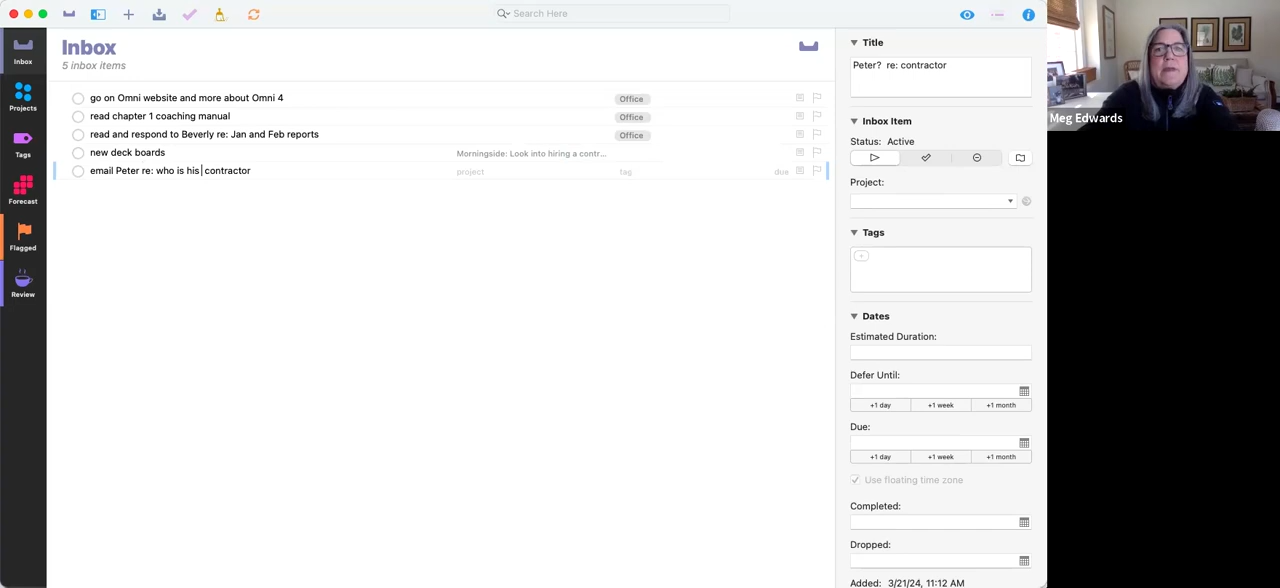 Search Here
Inbox
Projects
Tags
Forecast
Flagged
Review
Inbox
5 inbox items
go on Omni website and more about Omni 4
Office
read chapter 1 coaching manual
Office
read and respond to Beverly re: Jan and Feb reports
Office
new deck boards
Morningside: Look into hiring a contr...
email Peter re: who is his contractor
project
tag
due
Title
Peter? re: contractor
Inbox Item
Status: Active
Project:
Tags
Dates
Estimated Duration:
Defer Until:
+1 day
+1 week
+1 month
Due:
+1 day
+1 week
+1 month
Use floating time zone
Completed:
Dropped:
Added: 3/21/24, 11:12 AM
Meg Edwards